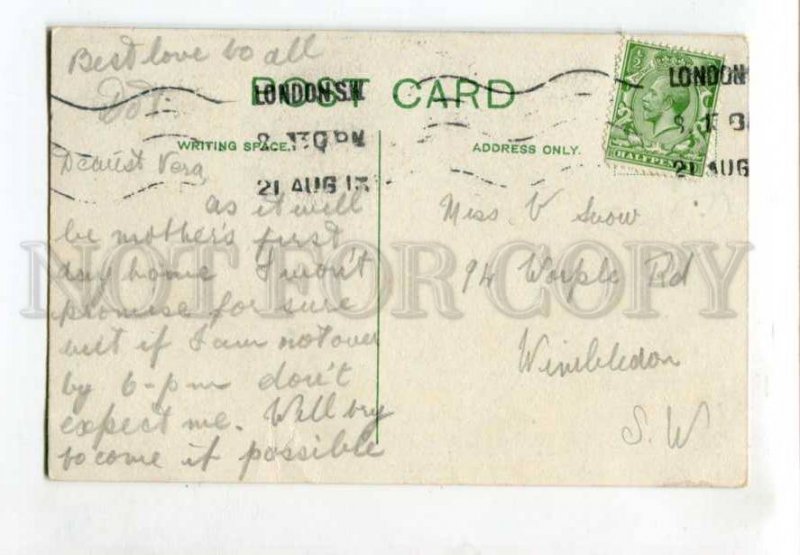 Best love to all
Dot.
POST CARD
LONDON.S.W.
21 AUG 13
LONDON
21 AUG
HALFPENNY
WRITING SPACE.
ADDRESS ONLY.
Dearest Vera,
as it will
be mother's first
day home I won't
promise for sure
but if I am not over
by 6-pm don't
expect me. Will try
to come if possible
Miss. V Snow
94 Worple Rd
Wimbledon
S.W
NOT FOR COPY